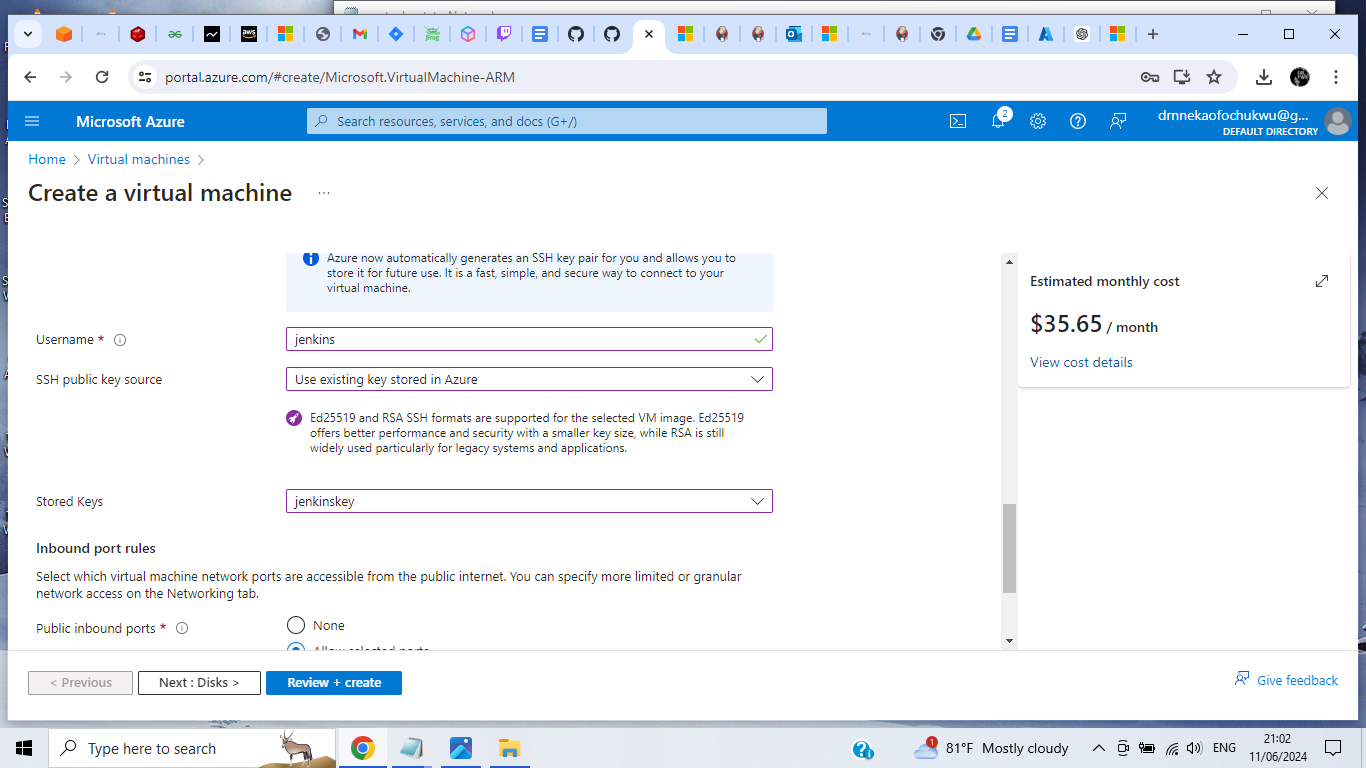 aws
portal.azure.com/#create/Microsoft.VirtualMachine-ARM
Microsoft Azure
Search resources, services, and docs (G+/)
2
drnnekaofochukwu@g...
DEFAULT DIRECTORY
Home > Virtual machines >
Create a virtual machine ...
Azure now automatically generates an SSH key pair for you and allows you to
store it for future use. It is a fast, simple, and secure way to connect to your
virtual machine.
Estimated monthly cost
$35.65 / month
View cost details
Username *
jenkins
SSH public key source
Use existing key stored in Azure
Ed25519 and RSA SSH formats are supported for the selected VM image. Ed25519
offers better performance and security with a smaller key size, while RSA is still
widely used particularly for legacy systems and applications.
Stored Keys
jenkinskey
Inbound port rules
Select which virtual machine network ports are accessible from the public internet. You can specify more limited or granular
network access on the Networking tab.
Public inbound ports *
None
Allow selected ports
< Previous
Next : Disks >
Review + create
Give feedback
Type here to search
1
81°F Mostly cloudy
ENG
21:02
11/06/2024